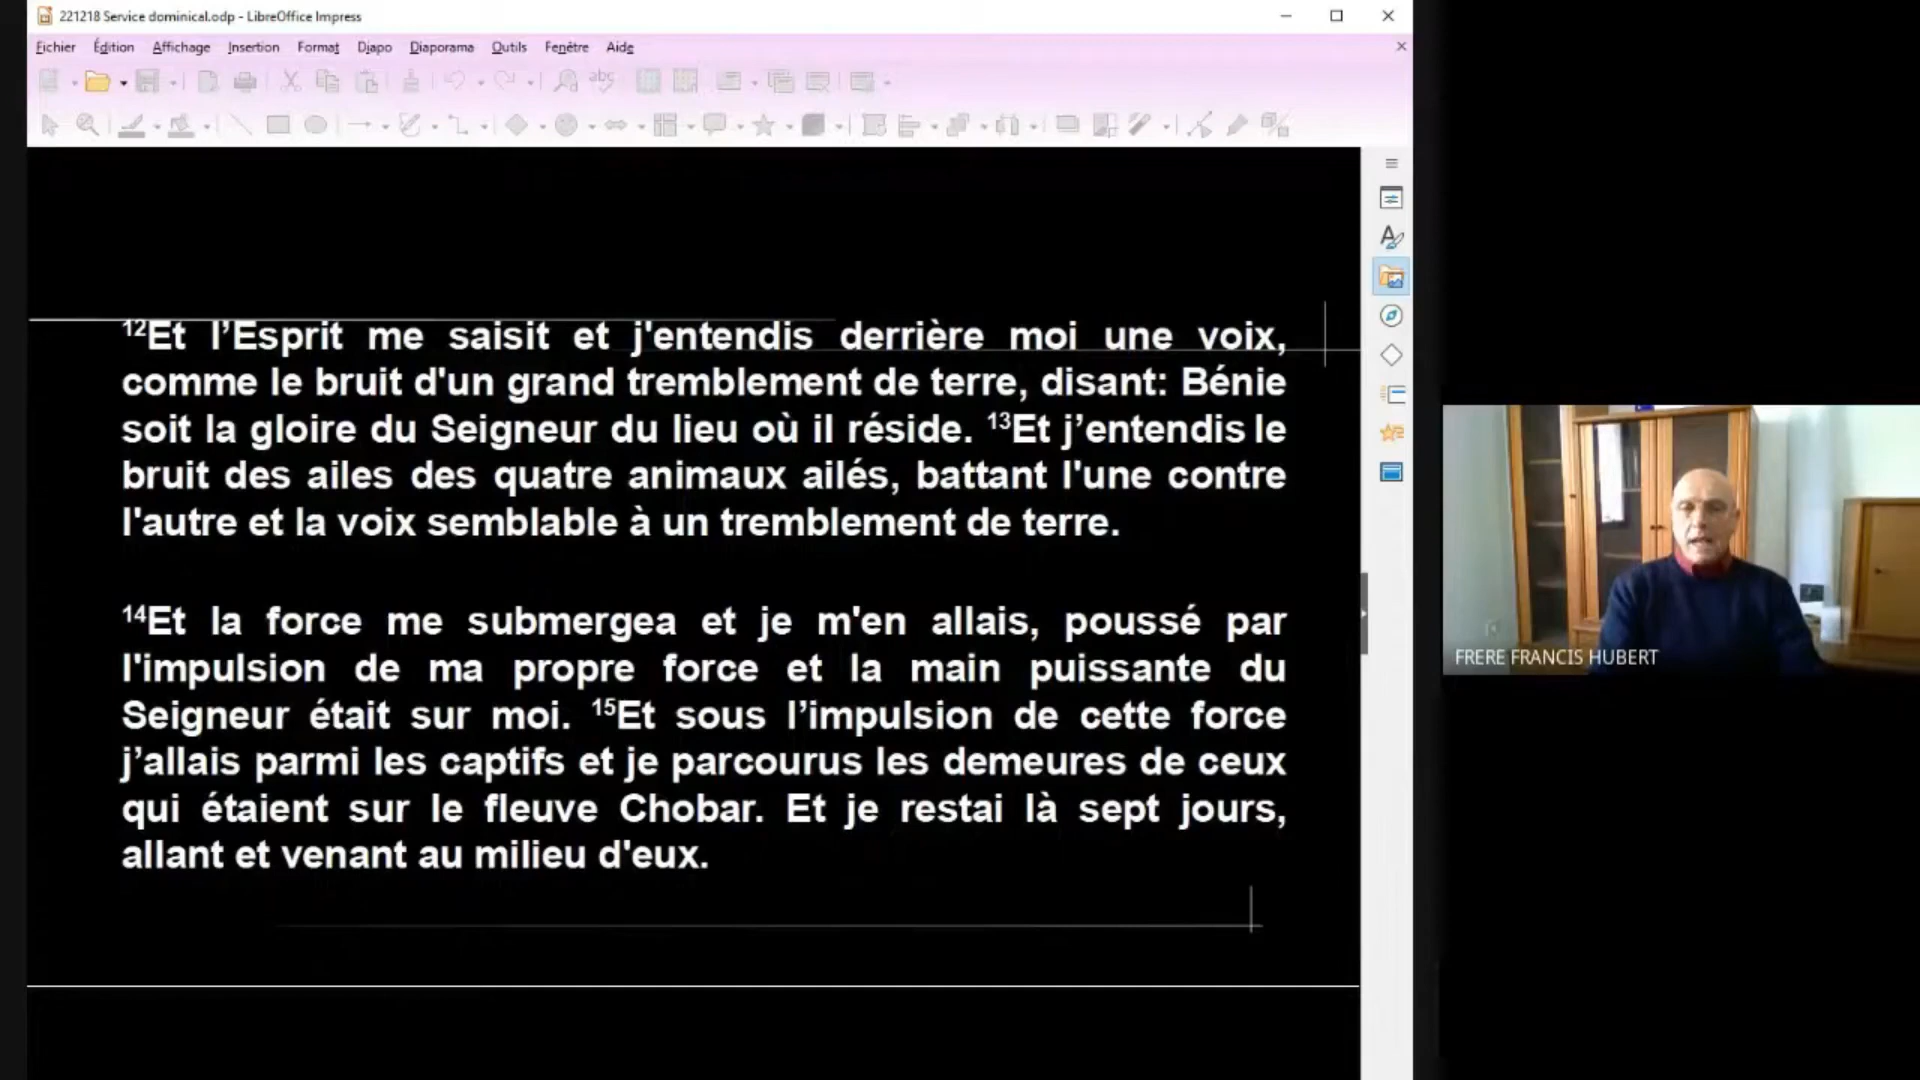 221218 Service dominical.odp - LibreOffice Impress
Fichier Édition Affichage Insertion Format Diapo Diaporama Outils Fenêtre Aide
abc
12Et l’Esprit me saisit et j'entendis derrière moi une voix,
comme le bruit d'un grand tremblement de terre, disant: Bénie
soit la gloire du Seigneur du lieu où il réside. 13Et j’entendis le
bruit des ailes des quatre animaux ailés, battant l'une contre
l'autre et la voix semblable à un tremblement de terre.
14Et la force me submergea et je m'en allais, poussé par
l'impulsion de ma propre force et la main puissante du
Seigneur était sur moi. 15Et sous l’impulsion de cette force
j’allais parmi les captifs et je parcourus les demeures de ceux
qui étaient sur le fleuve Chobar. Et je restai là sept jours,
allant et venant au milieu d'eux.
FRERE FRANCIS HUBERT